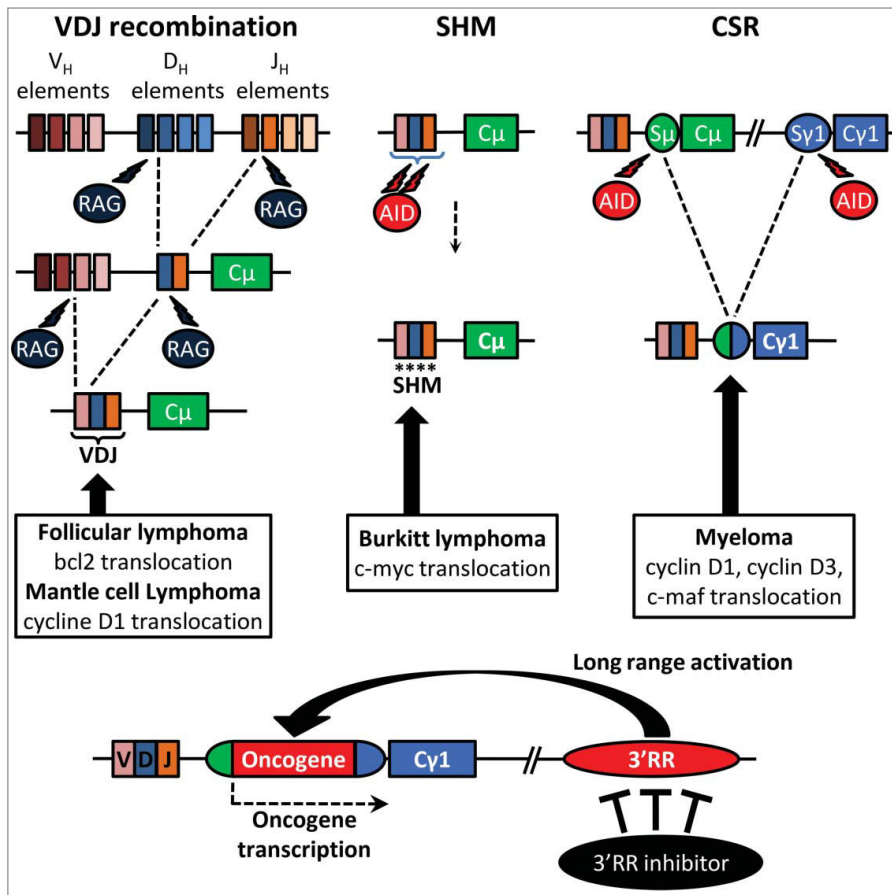 VDJ recombination
V_H elements
D_H elements
J_H elements
RAG
RAG
Cμ
RAG
RAG
Cμ
VDJ
Follicular lymphoma
bcl2 translocation
Mantle cell Lymphoma
cycline D1 translocation
SHM
Cμ
AID
Cμ
****
SHM
Burkitt lymphoma
c-myc translocation
CSR
Sμ
Cμ
//
Sγ1
Cγ1
AID
AID
Cγ1
Myeloma
cyclin D1, cyclin D3,
c-maf translocation
Long range activation
V D J
Oncogene
Cγ1
//
3'RR
Oncogene
transcription
3'RR inhibitor